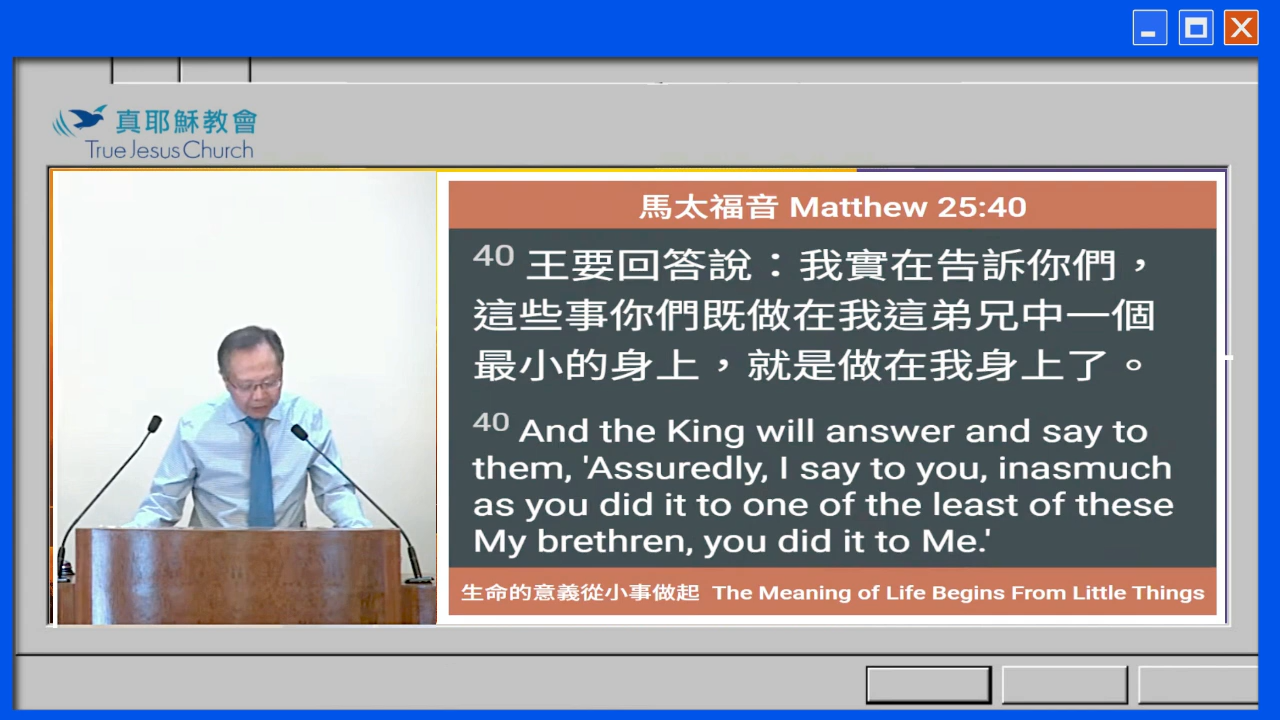 真耶穌教會
True Jesus Church
馬太福音 Matthew 25:40
40 王要回答說：我實在告訴你們，
這些事你們既做在我這弟兄中一個
最小的身上，就是做在我身上了。
40 And the King will answer and say to
them, 'Assuredly, I say to you, inasmuch
as you did it to one of the least of these
My brethren, you did it to Me.'
生命的意義從小事做起 The Meaning of Life Begins From Little Things